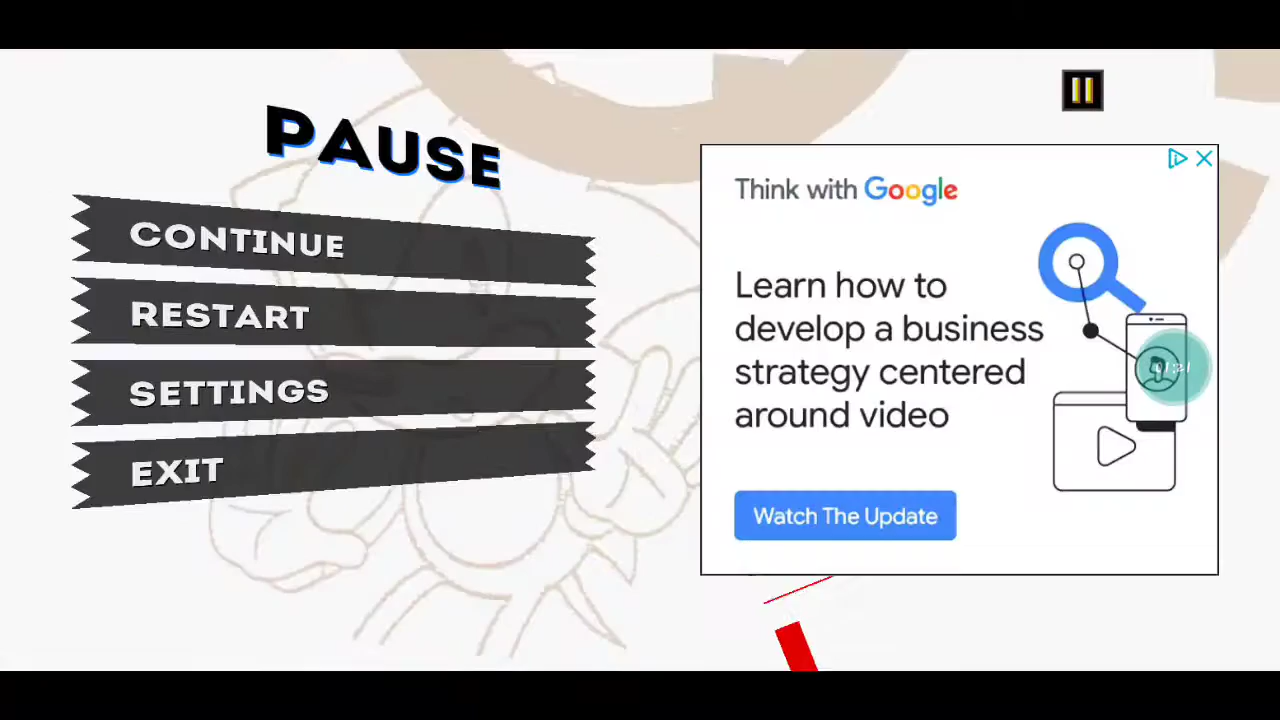 PAUSE
CONTINUE
RESTART
SETTINGS
EXIT
Think with Google
Learn how to
develop a business
strategy centered
around video
Watch The Update